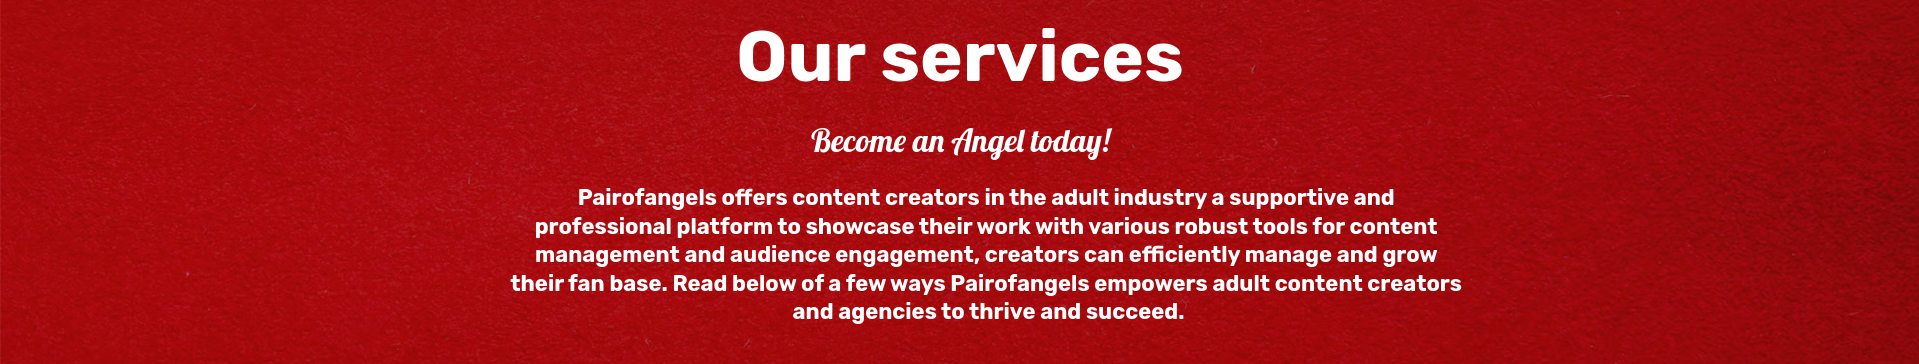 Our services
Become an Angel today!
Pairofangels offers content creators in the adult industry a supportive and
professional platform to showcase their work with various robust tools for content
management and audience engagement, creators can efficiently manage and grow
their fan base. Read below of a few ways Pairofangels empowers adult content creators
and agencies to thrive and succeed.